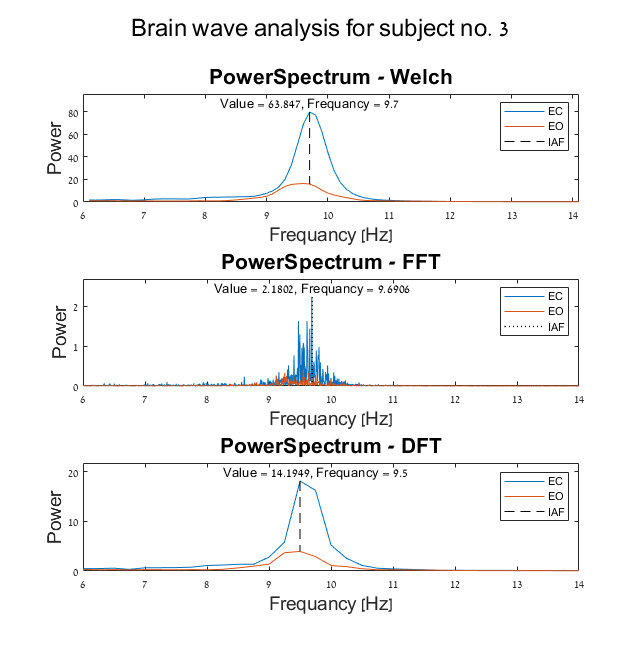 Brain wave analysis for subject no. 3
PowerSpectrum - Welch
Value = 63.847, Frequancy = 9.7
80
60
40
20
0
Power
EC
EO
IAF
6 7 8 9 10 11 12 13 14
Frequancy [Hz]
PowerSpectrum - FFT
Value = 2.1802, Frequancy = 9.6906
2
1
0
Power
EC
EO
IAF
6 7 8 9 10 11 12 13 14
Frequancy [Hz]
PowerSpectrum - DFT
Value = 14.1949, Frequancy = 9.5
20
10
0
Power
EC
EO
IAF
6 7 8 9 10 11 12 13 14
Frequancy [Hz]